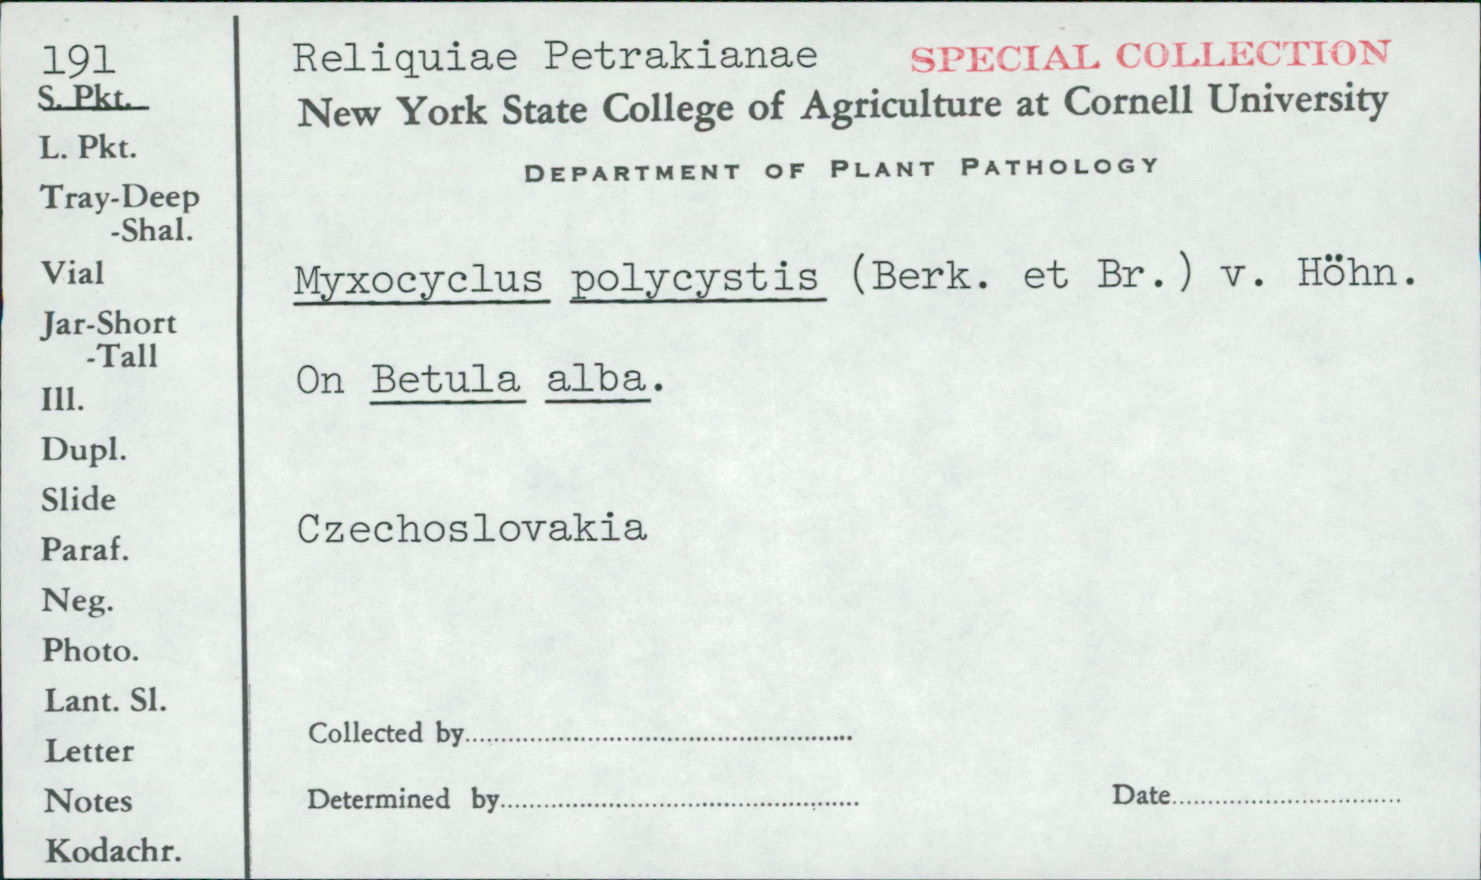 191
S. Pkt.
L. Pkt.
Tray-Deep
-Shal.
Vial
Jar-Short
-Tall
Ill.
Dupl.
Slide
Paraf.
Neg.
Photo.
Lant. Sl.
Letter
Notes
Kodachr.
Reliquiae Petrakianae SPECIAL COLLECTION
New York State College of Agriculture at Cornell University
DEPARTMENT OF PLANT PATHOLOGY
Myxocyclus polycystis (Berk. et Br.) v. Höhn.
On Betula alba.
Czechoslovakia
Collected by
Determined by Date